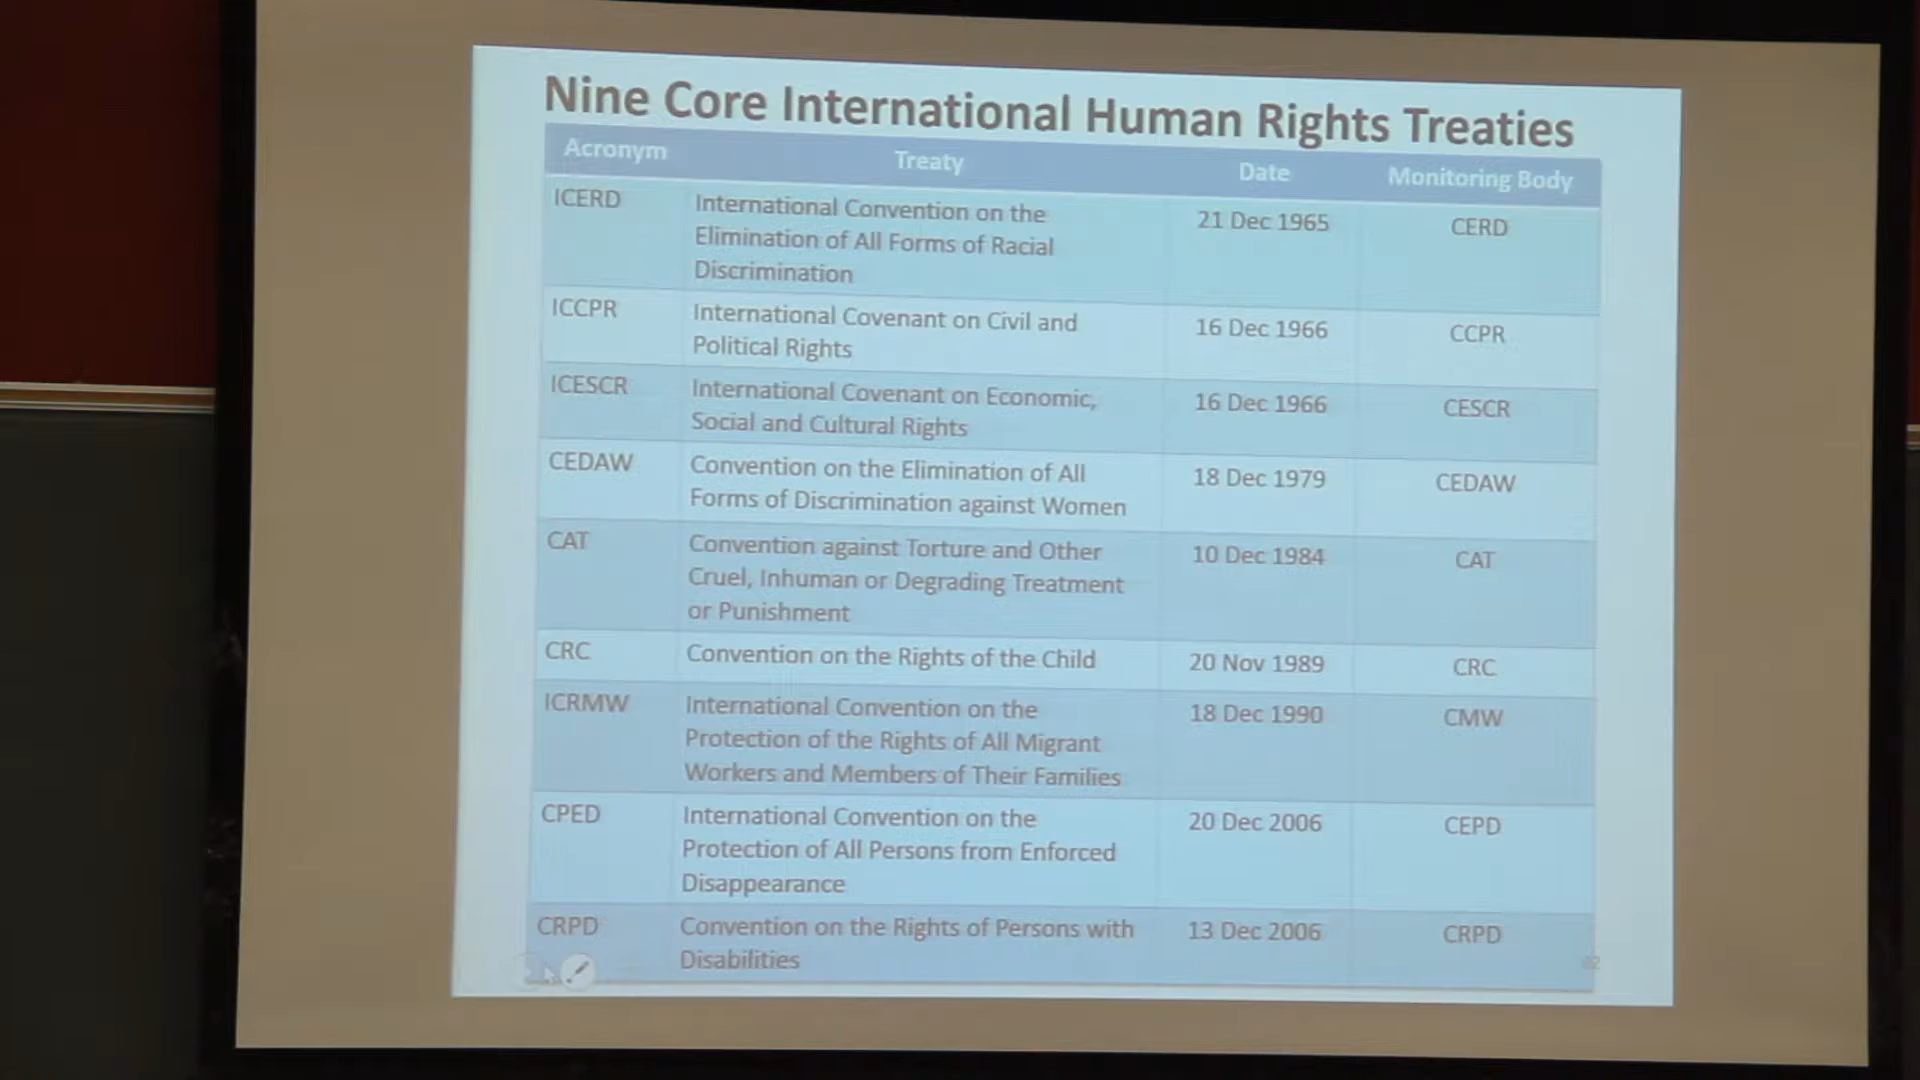 Nine Core International Human Rights Treaties
Acronym Treaty Date Monitoring Body
ICERD International Convention on the 21 Dec 1965 CERD
Elimination of All Forms of Racial
Discrimination
ICCPR International Covenant on Civil and 16 Dec 1966 CCPR
Political Rights
ICESCR International Covenant on Economic, 16 Dec 1966 CESCR
Social and Cultural Rights
CEDAW Convention on the Elimination of All 18 Dec 1979 CEDAW
Forms of Discrimination against Women
CAT Convention against Torture and Other 10 Dec 1984 CAT
Cruel, Inhuman or Degrading Treatment
or Punishment
CRC Convention on the Rights of the Child 20 Nov 1989 CRC
ICRMW International Convention on the 18 Dec 1990 CMW
Protection of the Rights of All Migrant
Workers and Members of Their Families
CPED International Convention on the 20 Dec 2006 CEPD
Protection of All Persons from Enforced
Disappearance
CRPD Convention on the Rights of Persons with 13 Dec 2006 CRPD
Disabilities